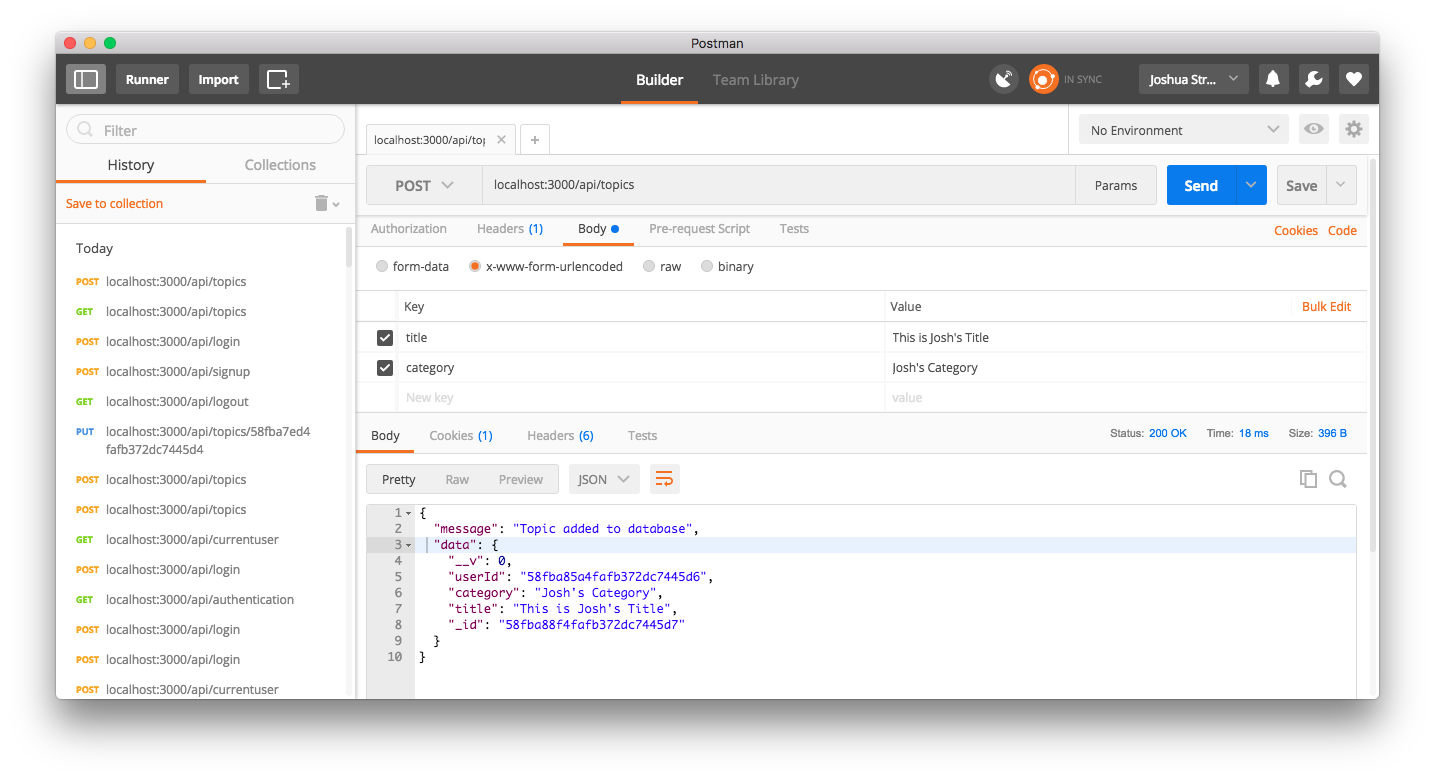 Postman
Runner
Import
Builder
Team Library
IN SYNC
Joshua Str...
Filter
History
Collections
Save to collection
Today
POST localhost:3000/api/topics
GET localhost:3000/api/topics
POST localhost:3000/api/login
POST localhost:3000/api/signup
GET localhost:3000/api/logout
PUT localhost:3000/api/topics/58fba7ed4
fafb372dc7445d4
POST localhost:3000/api/topics
POST localhost:3000/api/topics
GET localhost:3000/api/currentuser
POST localhost:3000/api/login
GET localhost:3000/api/authentication
POST localhost:3000/api/login
POST localhost:3000/api/login
POST localhost:3000/api/currentuser
localhost:3000/api/top
No Environment
POST localhost:3000/api/topics Params Send Save
Authorization Headers (1) Body Pre-request Script Tests Cookies Code
form-data x-www-form-urlencoded raw binary
Key Value Bulk Edit
title This is Josh's Title
category Josh's Category
New key value
Body Cookies (1) Headers (6) Tests Status: 200 OK Time: 18 ms Size: 396 B
Pretty Raw Preview JSON
1 {
2 "message": "Topic added to database",
3 "data": {
4 "__v": 0,
5 "userId": "58fba85a4fafb372dc7445d6",
6 "category": "Josh's Category",
7 "title": "This is Josh's Title",
8 "_id": "58fba88f4fafb372dc7445d7"
9 }
10 }